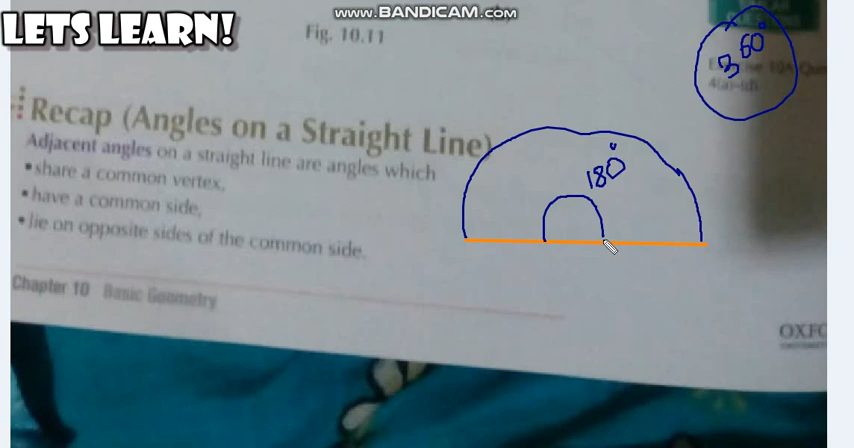 www.BANDICAM.com
LETS LEARN!
Fig. 10.11
360°
4(a)-(d)
Recap (Angles on a Straight Line)
Adjacent angles on a straight line are angles which
• share a common vertex,
• have a common side,
• lie on opposite sides of the common side.
180°
Chapter 10 Basic Geometry